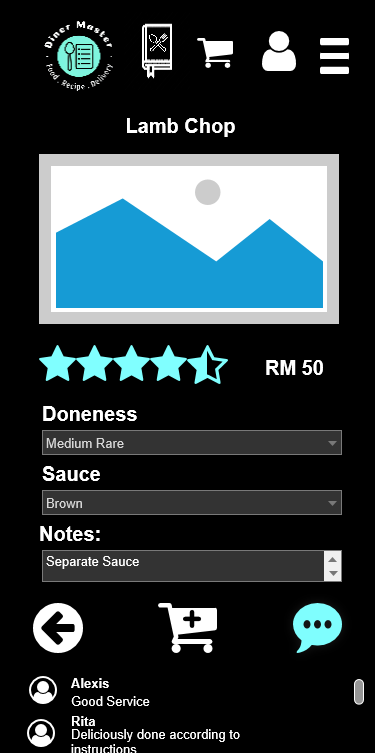 Diner Master
Food . Recipe . Delivery
Lamb Chop
RM 50
Doneness
Medium Rare
Sauce
Brown
Notes:
Separate Sauce
Alexis
Good Service
Rita
Deliciously done according to
instructions